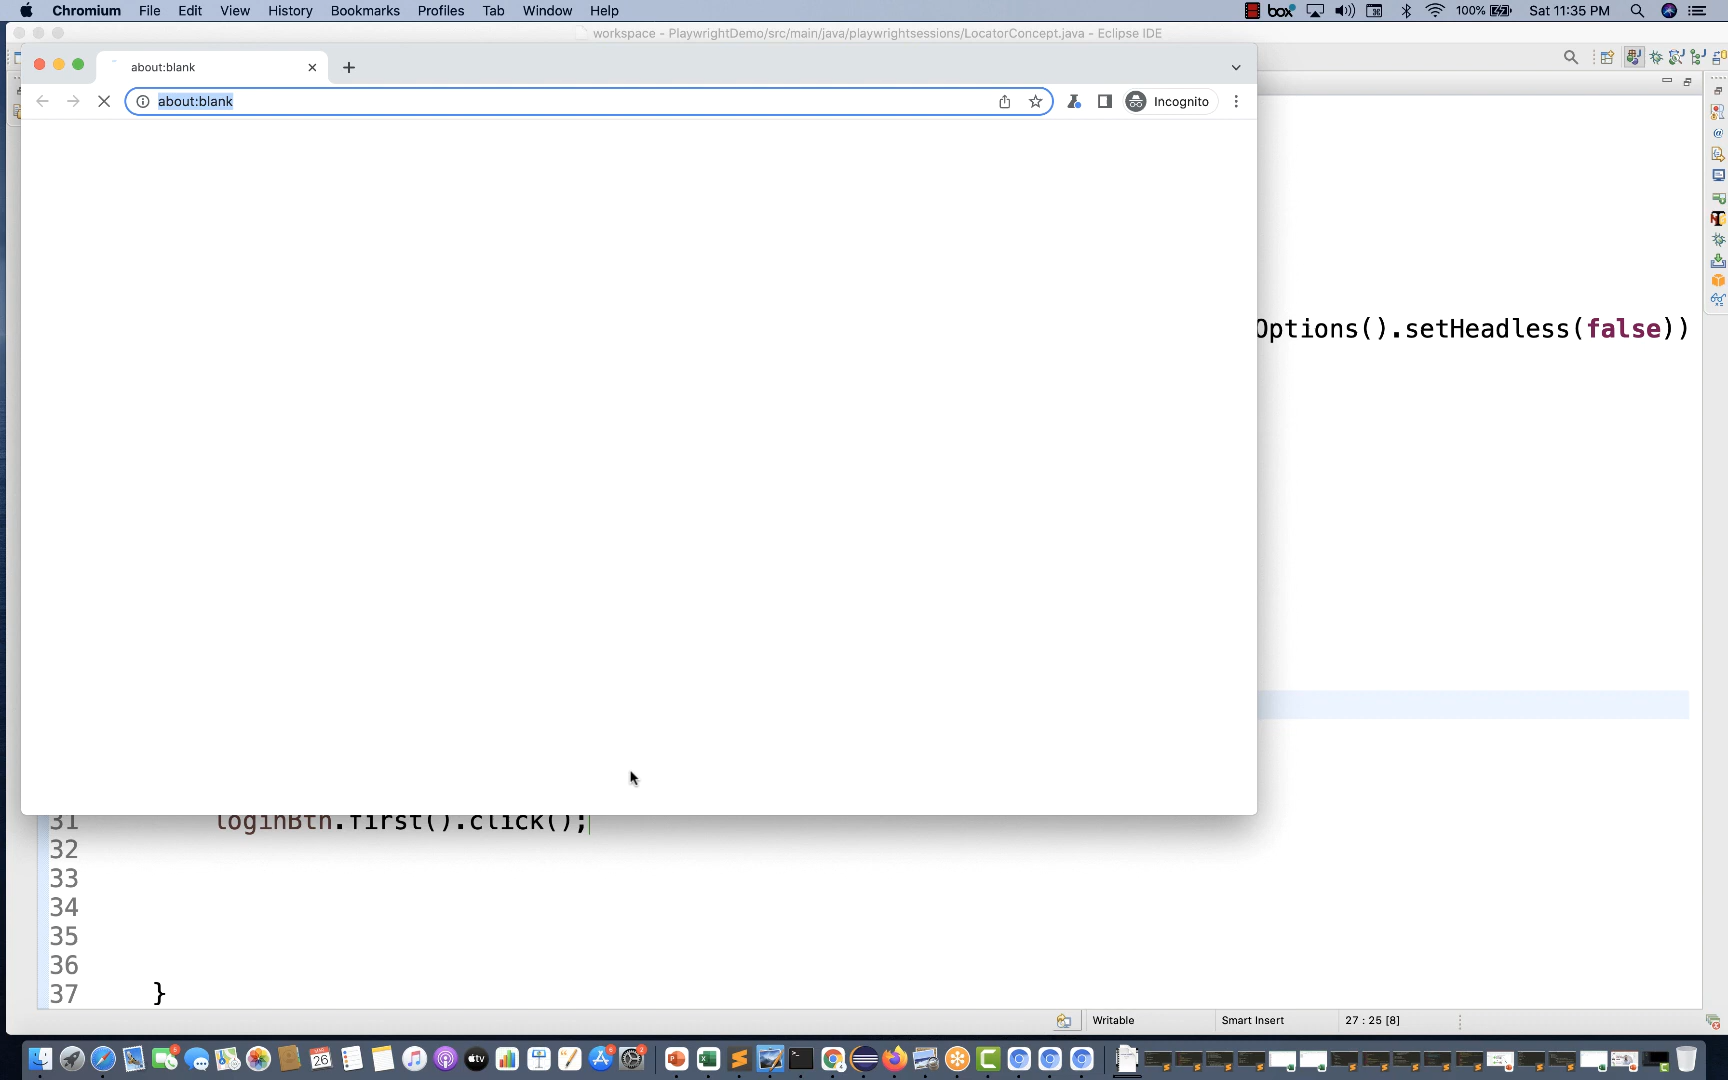 Chromium File Edit View History Bookmarks Profiles Tab Window Help box 100% Sat 11:35 PM
workspace - PlaywrightDemo/src/main/java/playwrightsessions/LocatorConcept.java - Eclipse IDE
about:blank
about:blank Incognito
Options().setHeadless(false))
31 loginBtn.first().click();
32
33
34
35
36
37 }
Writable Smart Insert 27 : 25 [8]
26
tv